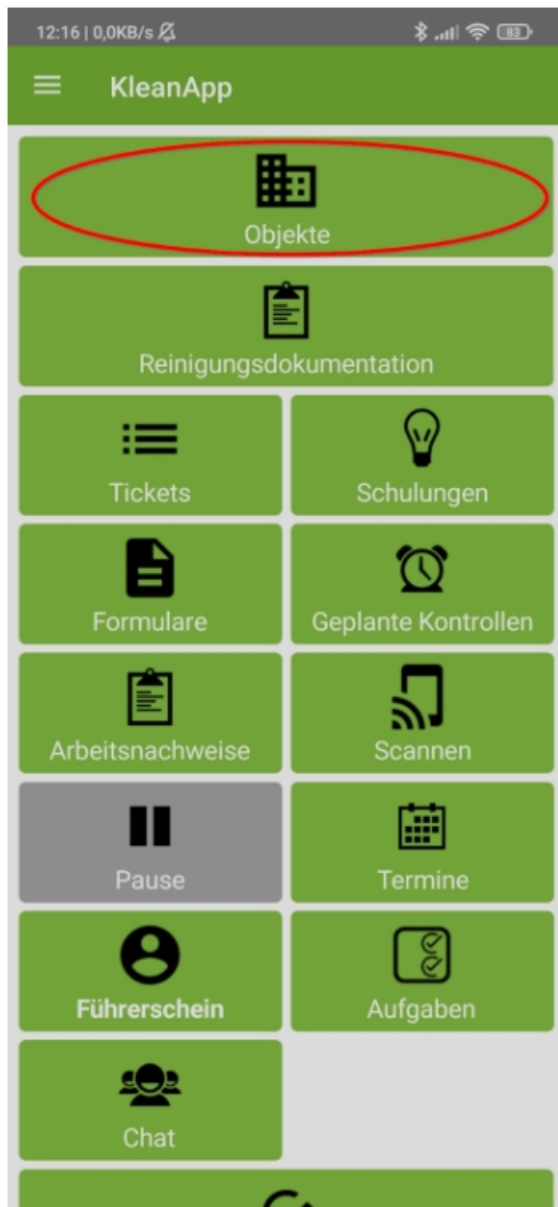 12:16 | 0,0KB/s
83
KleanApp
Objekte
Reinigungsdokumentation
Tickets
Schulungen
Formulare
Geplante Kontrollen
Arbeitsnachweise
Scannen
Pause
Termine
Führerschein
Aufgaben
Chat